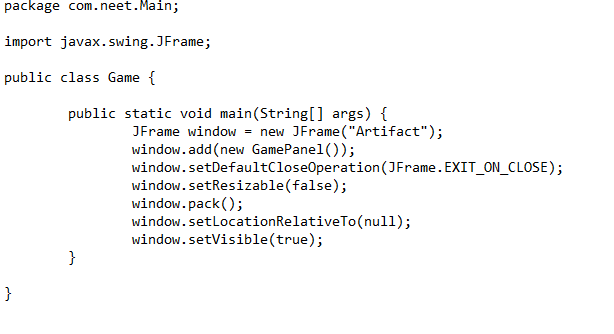 package com.neet.Main;
import javax.swing.JFrame;
public class Game {
public static void main(String[] args) {
JFrame window = new JFrame("Artifact");
window.add(new GamePanel());
window.setDefaultCloseOperation(JFrame.EXIT_ON_CLOSE);
window.setResizable(false);
window.pack();
window.setLocationRelativeTo(null);
window.setVisible(true);
}
}